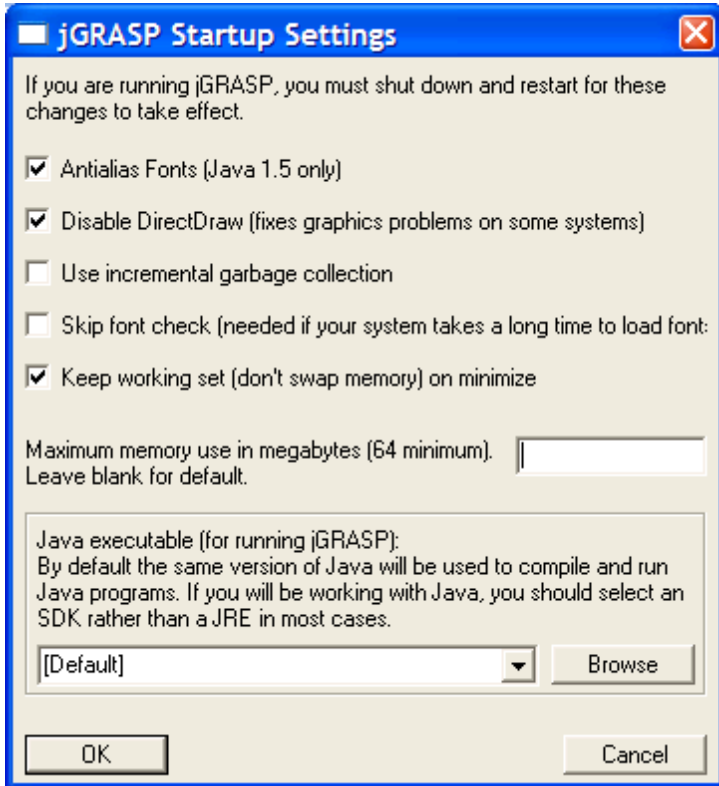 jGRASP Startup Settings
If you are running jGRASP, you must shut down and restart for these
changes to take effect.
Antialias Fonts (Java 1.5 only)
Disable DirectDraw (fixes graphics problems on some systems)
Use incremental garbage collection
Skip font check (needed if your system takes a long time to load font:
Keep working set (don't swap memory) on minimize
Maximum memory use in megabytes (64 minimum).
Leave blank for default.
Java executable (for running jGRASP):
By default the same version of Java will be used to compile and run
Java programs. If you will be working with Java, you should select an
SDK rather than a JRE in most cases.
[Default]
Browse
OK
Cancel